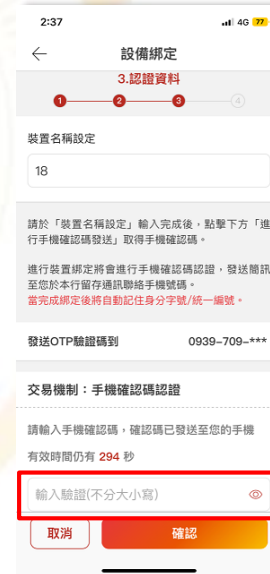 2:37
4G 77
設備綁定
3.認證資料
1 2 3 4
裝置名稱設定
18
請於「裝置名稱設定」輸入完成後，點擊下方「進
行手機確認碼發送」取得手機確認碼。
進行裝置綁定將會進行手機確認碼認證，發送簡訊
至您於本行留存通訊聯絡手機號碼。
當完成綁定後將自動記住身分字號/統一編號。
發送OTP驗證碼到 0939-709-***
交易機制：手機確認碼認證
請輸入手機確認碼，確認碼已發送至您的手機
有效時間仍有 294 秒
輸入驗證(不分大小寫)
取消 確認